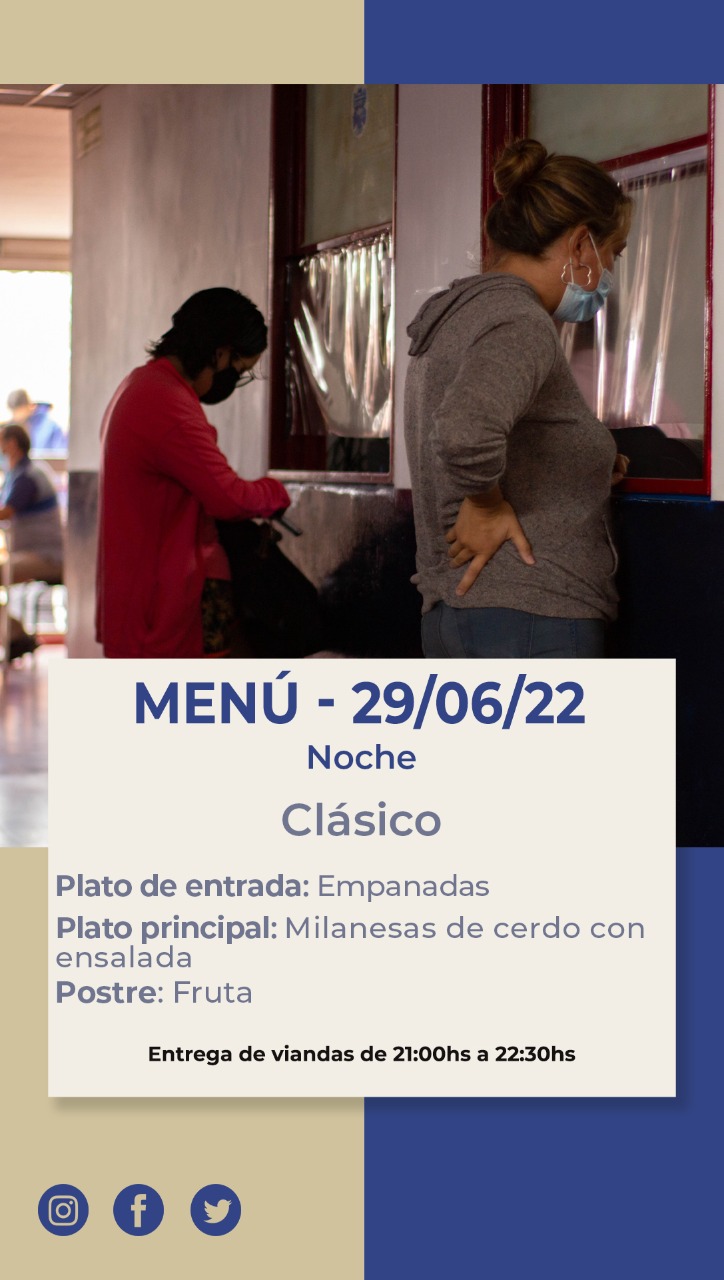 MENÚ - 29/06/22
Noche
Clásico
Plato de entrada: Empanadas
Plato principal: Milanesas de cerdo con
ensalada
Postre: Fruta
Entrega de viandas de 21:00hs a 22:30hs